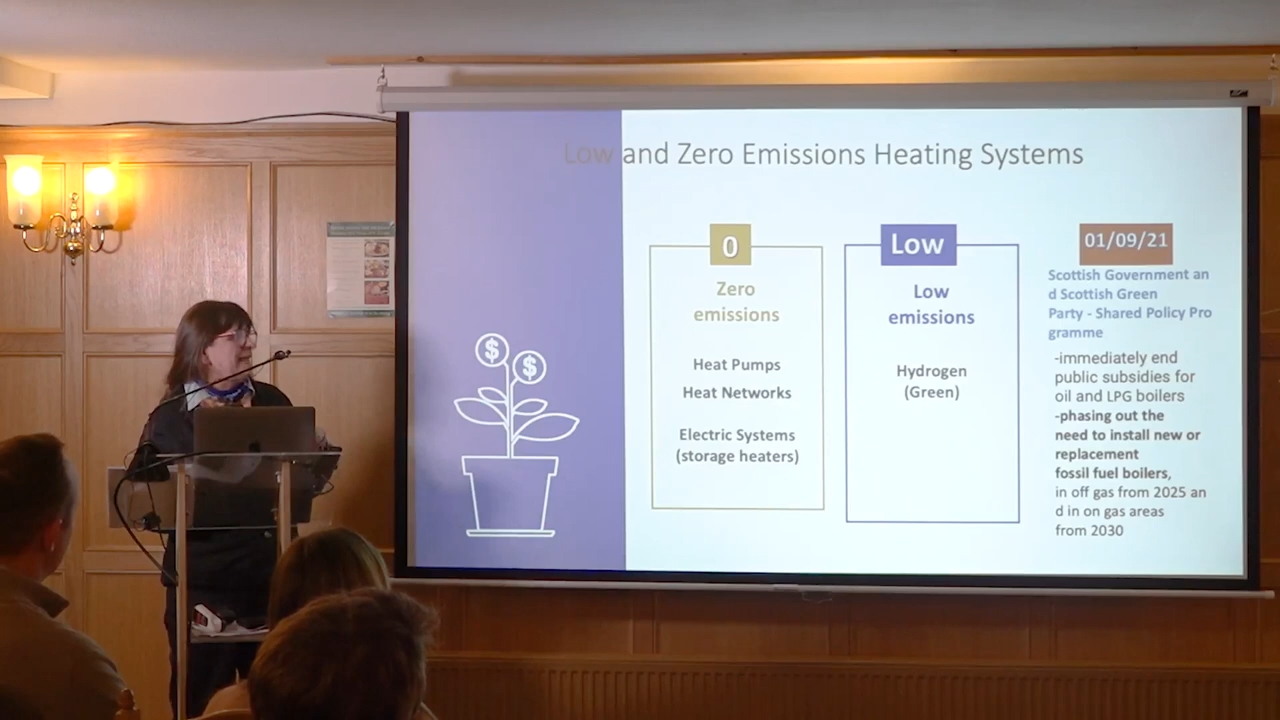 Low and Zero Emissions Heating Systems
0
Zero
emissions
Heat Pumps
Heat Networks
Electric Systems
(storage heaters)
Low
Low
emissions
Hydrogen
(Green)
01/09/21
Scottish Government an
d Scottish Green
Party - Shared Policy Pro
gramme
-immediately end
public subsidies for
oil and LPG boilers
-phasing out the
need to install new or
replacement
fossil fuel boilers,
in off gas from 2025 an
d in on gas areas
from 2030
$
$